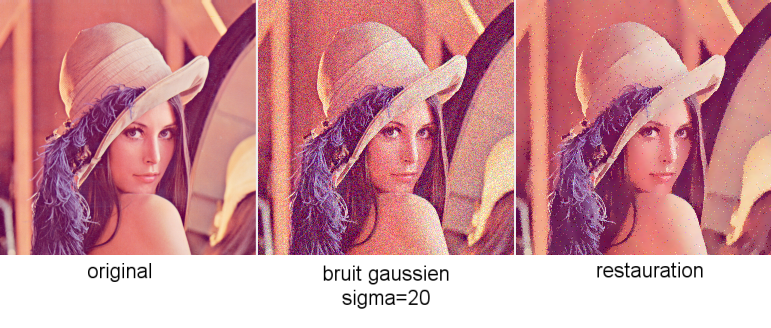 original
bruit gaussien
sigma=20
restauration